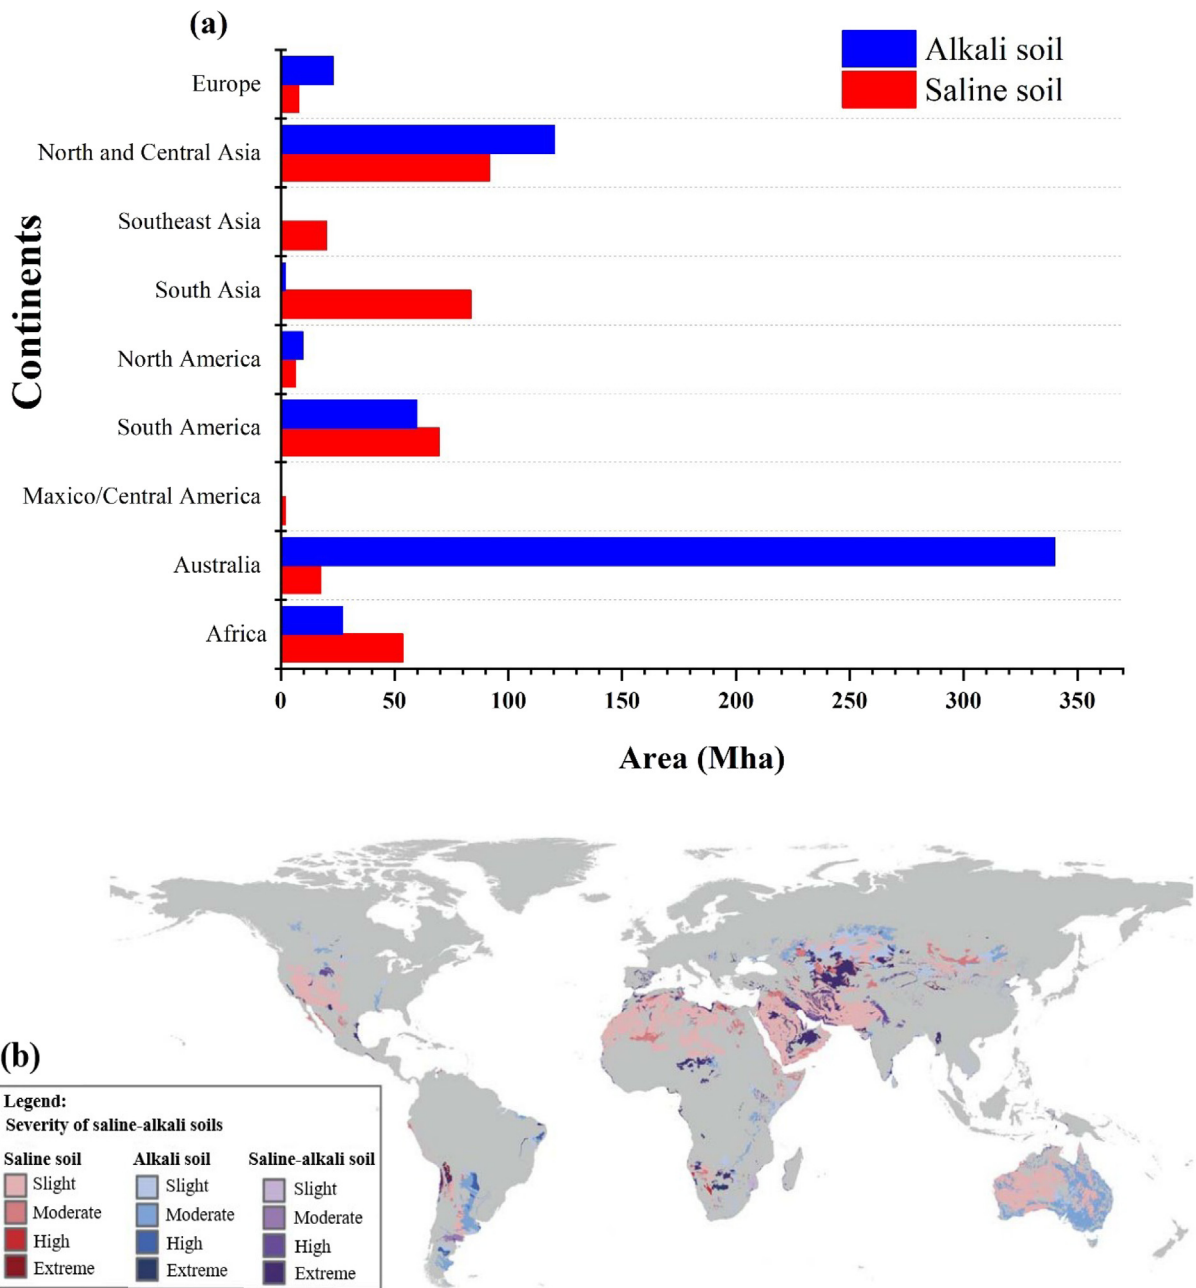 (a)
Alkali soil
Saline soil
Europe
North and Central Asia
Southeast Asia
South Asia
North America
South America
Maxico/Central America
Australia
Africa
Continents
0 50 100 150 200 250 300 350
Area (Mha)
(b)
Legend:
Severity of saline-alkali soils
Saline soil Alkali soil Saline-alkali soil
Slight Slight Slight
Moderate Moderate Moderate
High High High
Extreme Extreme Extreme